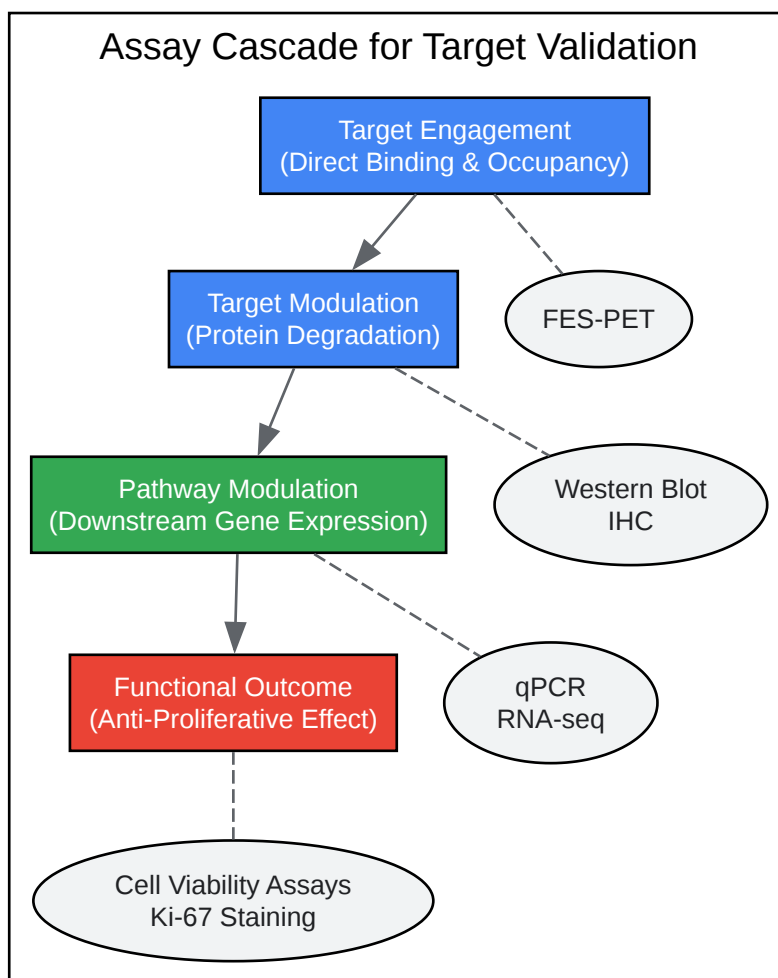 Assay Cascade for Target Validation
Target Engagement
(Direct Binding & Occupancy)
Target Modulation
(Protein Degradation)
FES-PET
Pathway Modulation
(Downstream Gene Expression)
Western Blot
IHC
Functional Outcome
(Anti-Proliferative Effect)
qPCR
RNA-seq
Cell Viability Assays
Ki-67 Staining